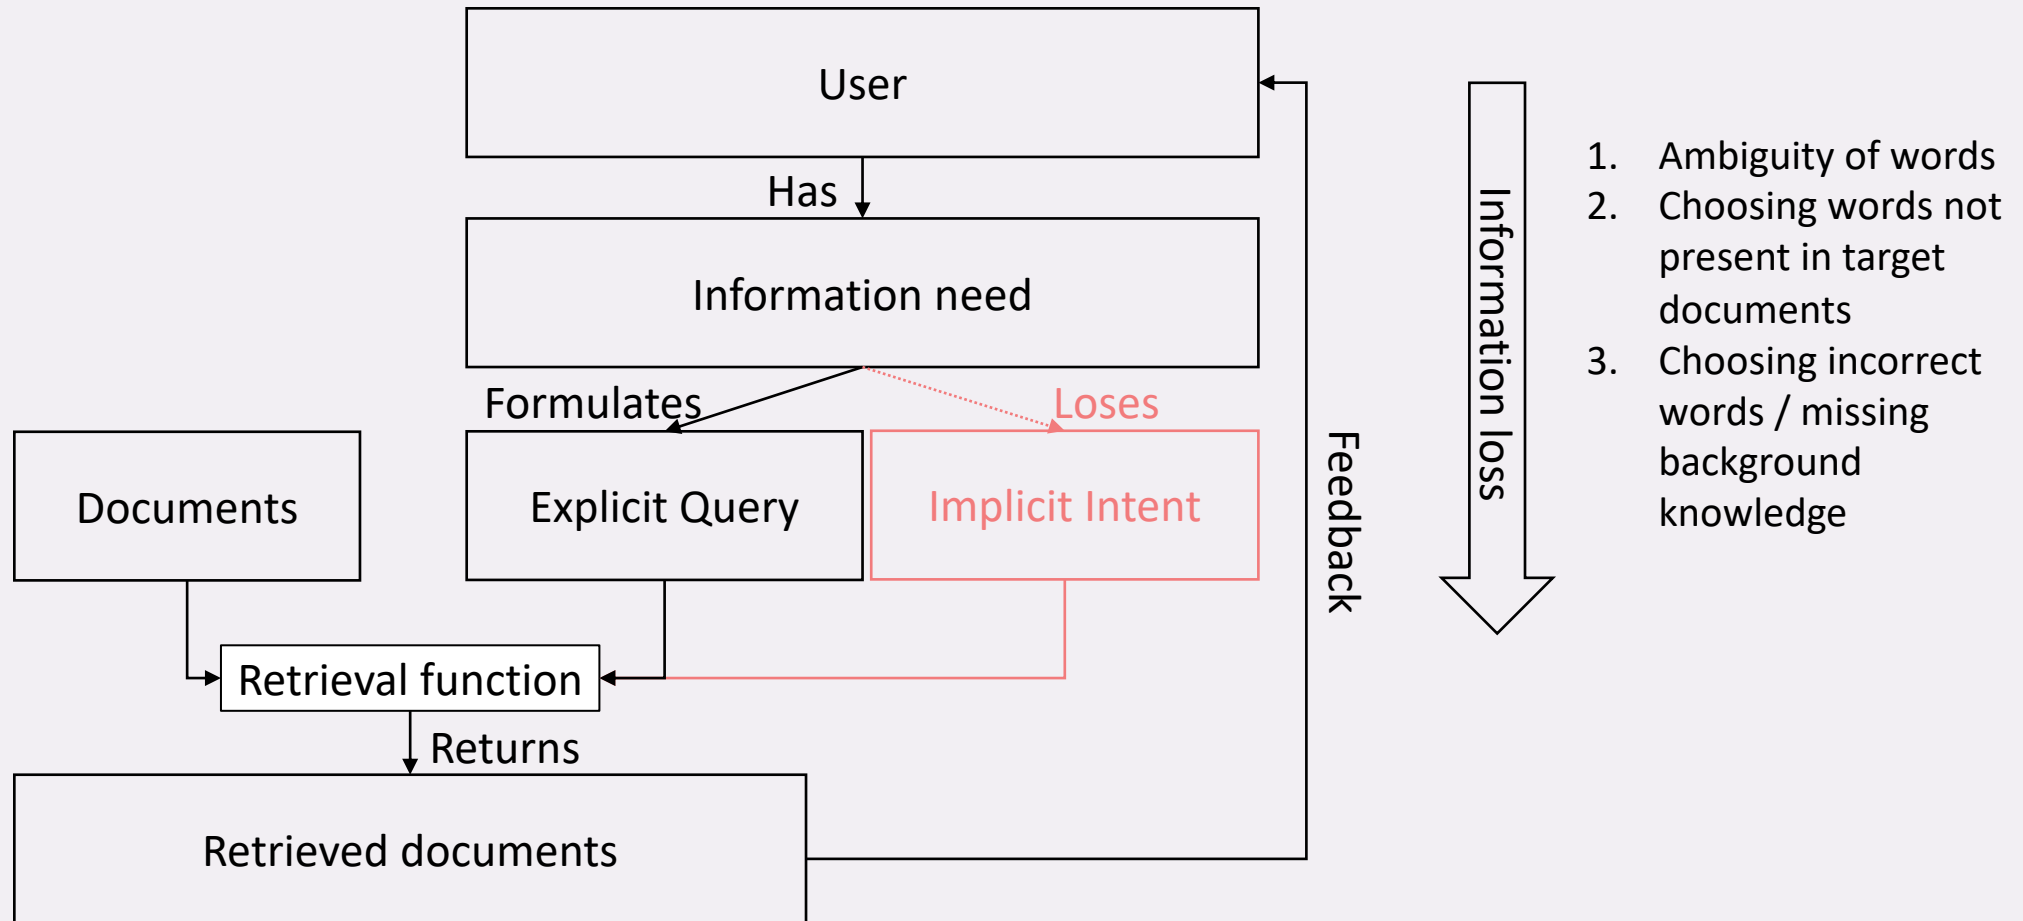 User
Has
Information need
Formulates
Loses
Documents
Explicit Query
Implicit Intent
Retrieval function
Returns
Retrieved documents
Feedback
Information loss
1. Ambiguity of words
2. Choosing words not
present in target
documents
3. Choosing incorrect
words / missing
background
knowledge